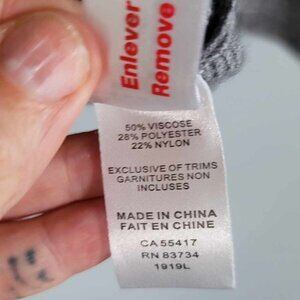 Enlever
Remove
50% VISCOSE
28% POLYESTER
22% NYLON
EXCLUSIVE OF TRIMS
GARNITURES NON
INCLUSES
MADE IN CHINA
FAIT EN CHINE
CA 55417
RN 83734
1919L